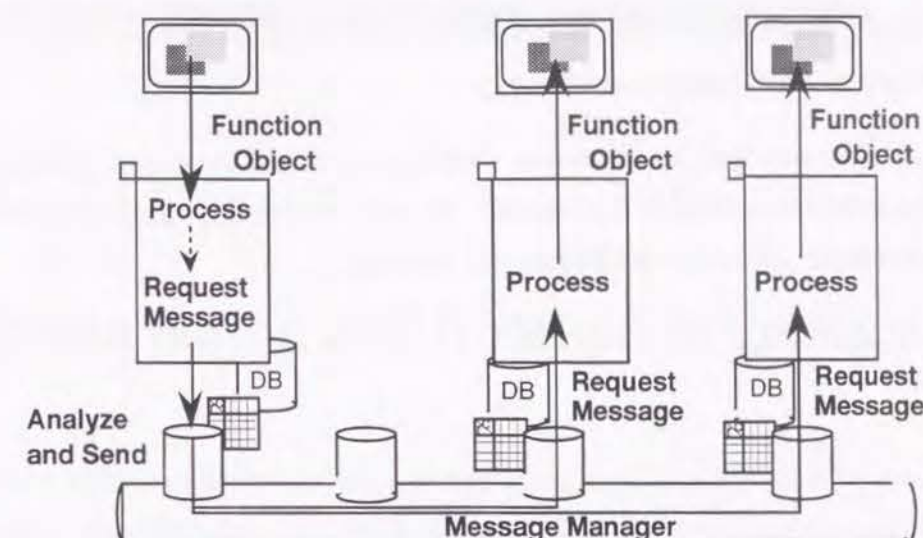 Function
Object
Process
Request
Message
DB
Analyze
and Send
Function
Object
Process
DB
Request
Message
Function
Object
Process
DB
Request
Message
Message Manager